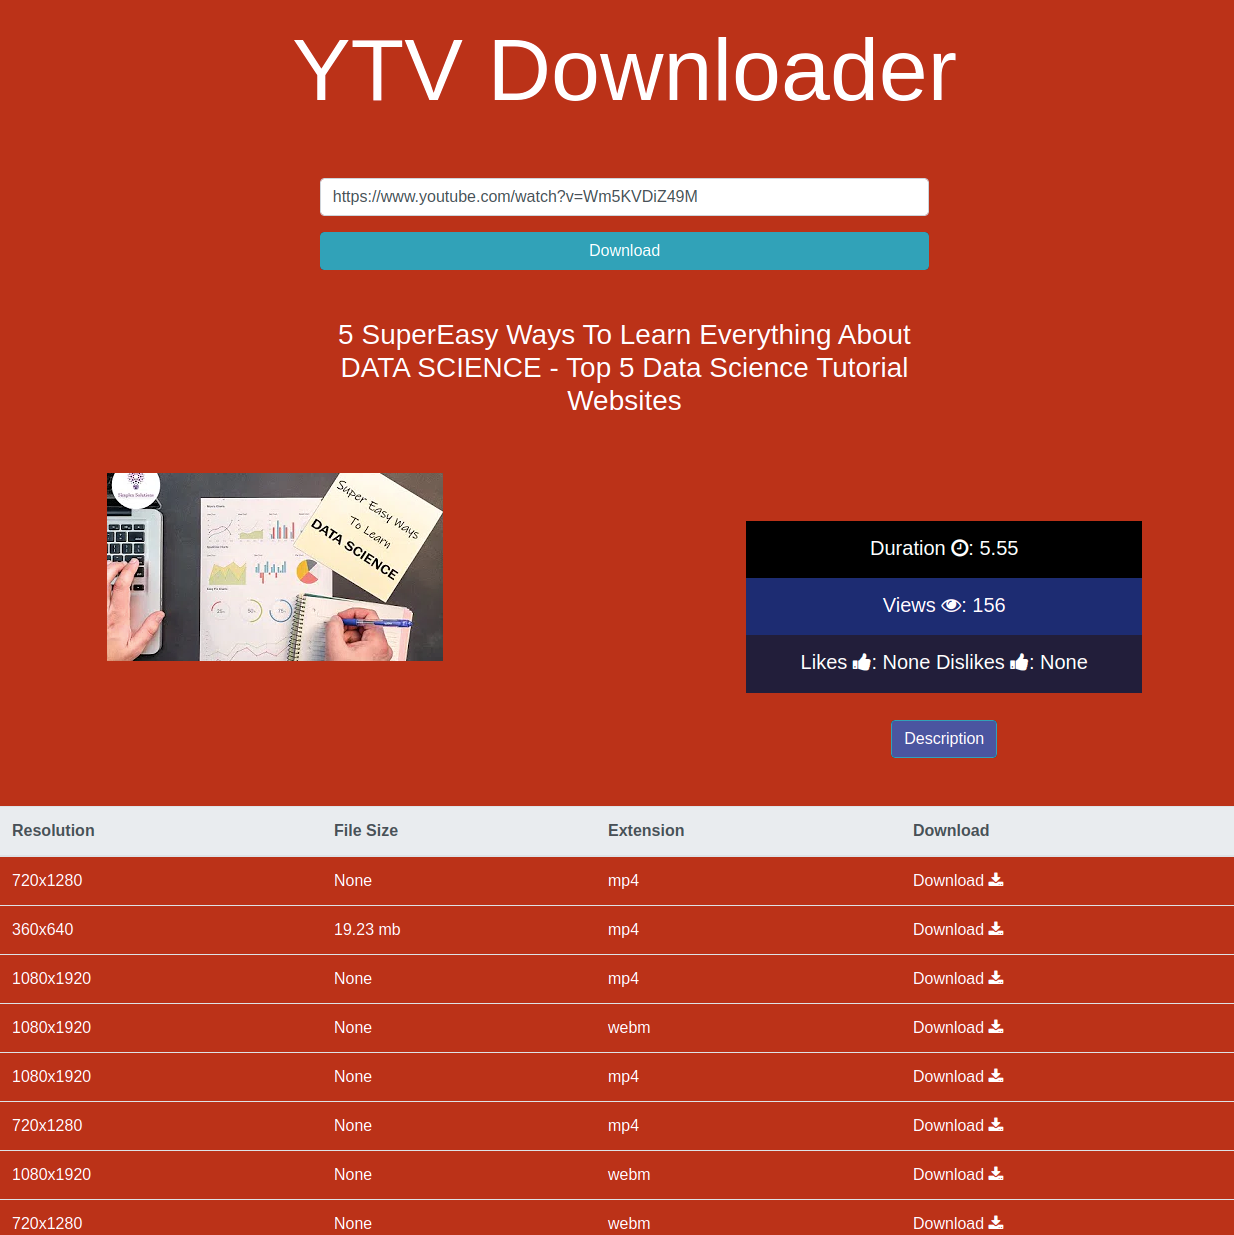 YTV Downloader
https://www.youtube.com/watch?v=Wm5KVDiZ49M
Download
5 SuperEasy Ways To Learn Everything About
DATA SCIENCE - Top 5 Data Science Tutorial
Websites
Super Easy Ways
To Learn
DATA SCIENCE
Duration : 5.55
Views : 156
Likes : None Dislikes : None
Description
Resolution File Size Extension Download
720x1280 None mp4 Download
360x640 19.23 mb mp4 Download
1080x1920 None mp4 Download
1080x1920 None webm Download
1080x1920 None mp4 Download
720x1280 None mp4 Download
1080x1920 None webm Download
720x1280 None webm Download